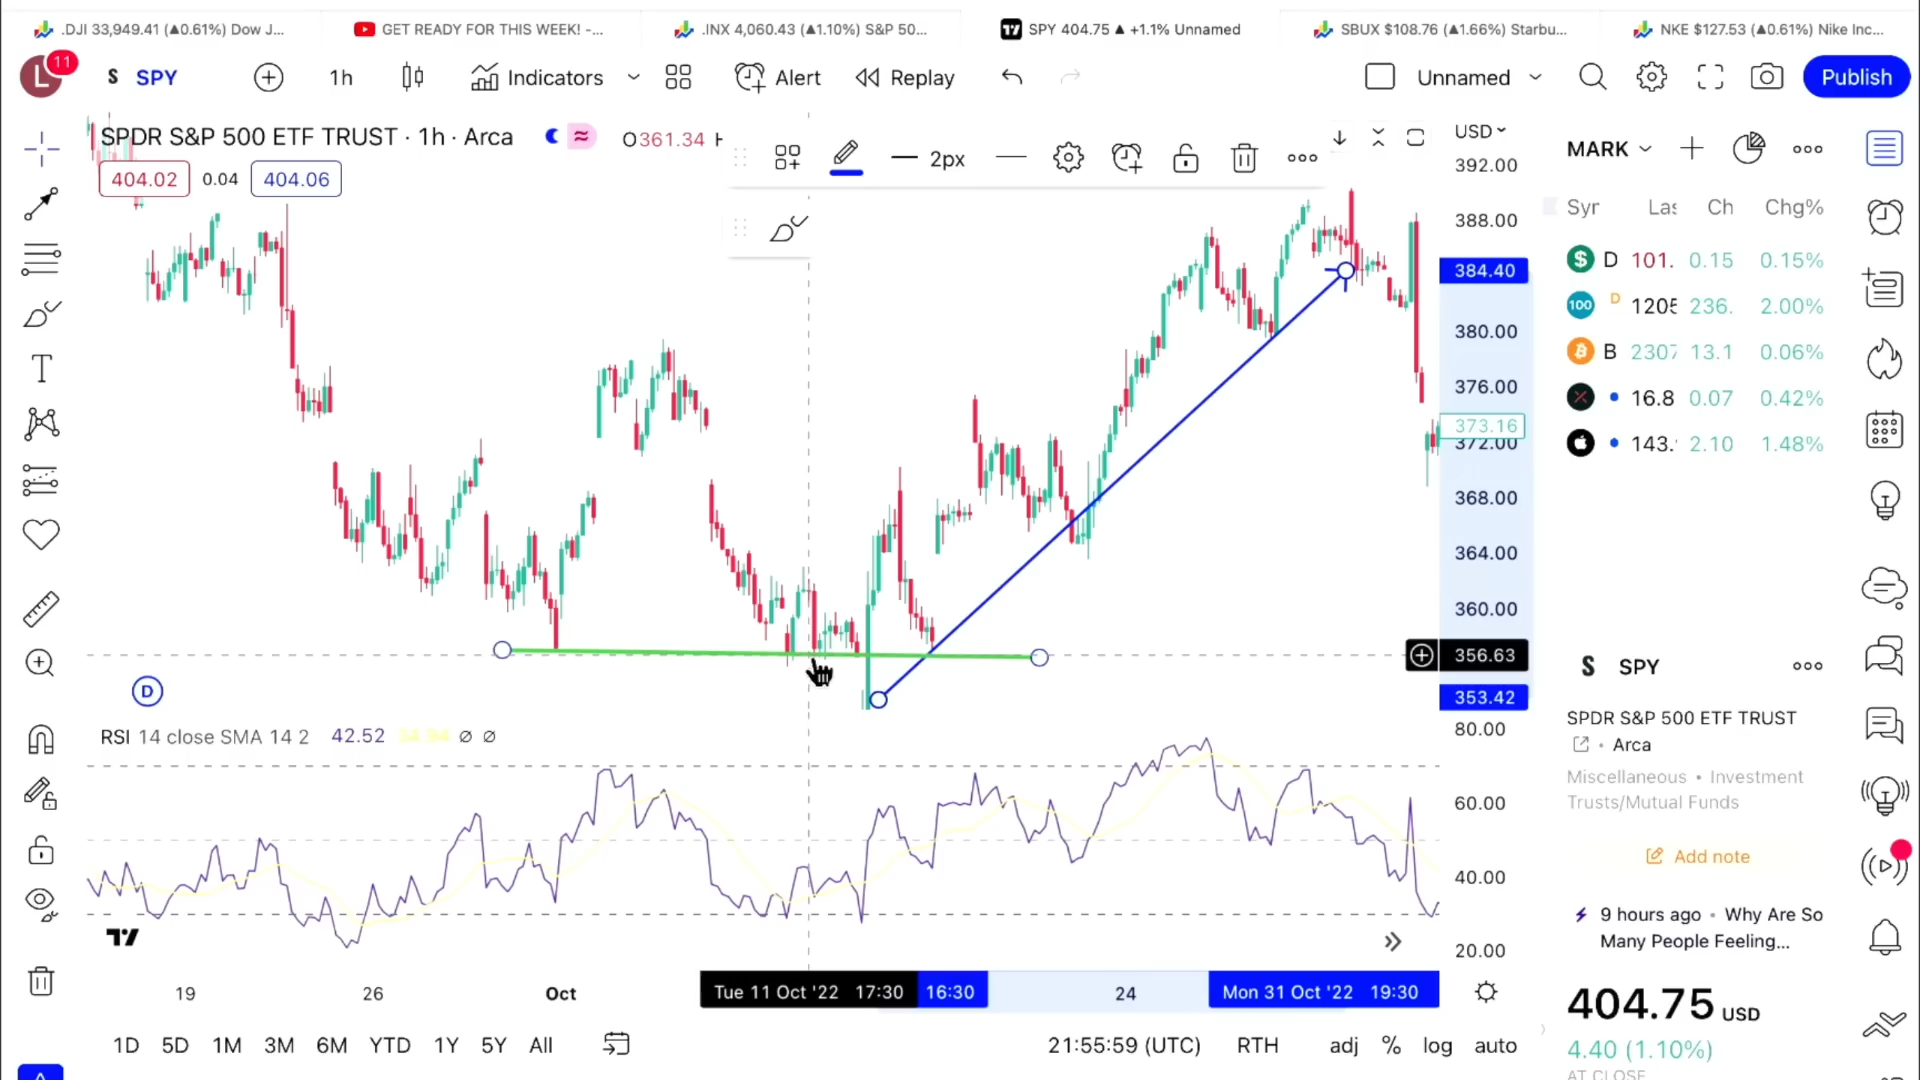 .DJI 33,949.41 (▲0.61%) Dow J...
GET READY FOR THIS WEEK! -...
.INX 4,060.43 (▲1.10%) S&P 50...
SPY 404.75 ▲ +1.1% Unnamed
SBUX $108.76 (▲1.66%) Starbu...
NKE $127.53 (▲0.61%) Nike Inc...
L 11
S SPY
1h
Indicators
Alert
Replay
Unnamed
Publish
SPDR S&P 500 ETF TRUST · 1h · Arca
O361.34
404.02 0.04 404.06
2px
USD
392.00
388.00
384.40
380.00
376.00
373.16
372.00
368.00
364.00
360.00
356.63
353.42
D
RSI 14 close SMA 14 2 42.52 ∅ ∅
80.00
60.00
40.00
20.00
19
26
Oct
Tue 11 Oct '22 17:30
16:30
24
Mon 31 Oct '22 19:30
1D 5D 1M 3M 6M YTD 1Y 5Y All
21:55:59 (UTC) RTH adj % log auto
MARK
Syr Las Ch Chg%
$ D 101. 0.15 0.15%
100 D 1205 236. 2.00%
B 2307 13.1 0.06%
16.8 0.07 0.42%
143. 2.10 1.48%
S SPY
SPDR S&P 500 ETF TRUST
• Arca
Miscellaneous • Investment
Trusts/Mutual Funds
Add note
9 hours ago • Why Are So
Many People Feeling...
404.75 USD
4.40 (1.10%)
AT CLOSE